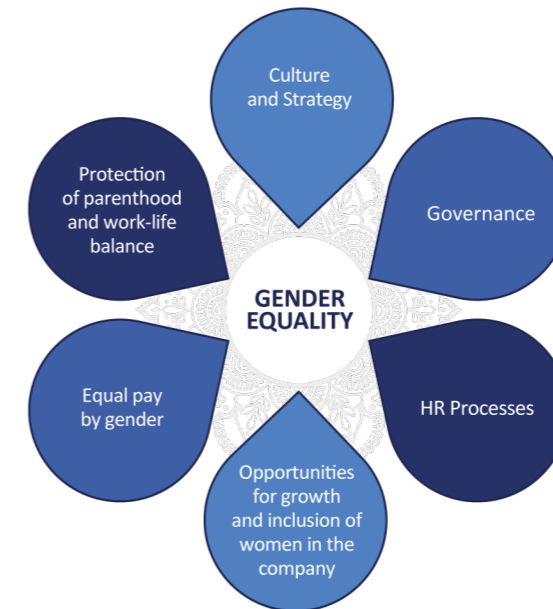 Culture
and Strategy
Governance
HR Processes
Opportunities
for growth
and inclusion of
women in the
company
Equal pay
by gender
Protection
of parenthood
and work-life
balance
GENDER
EQUALITY